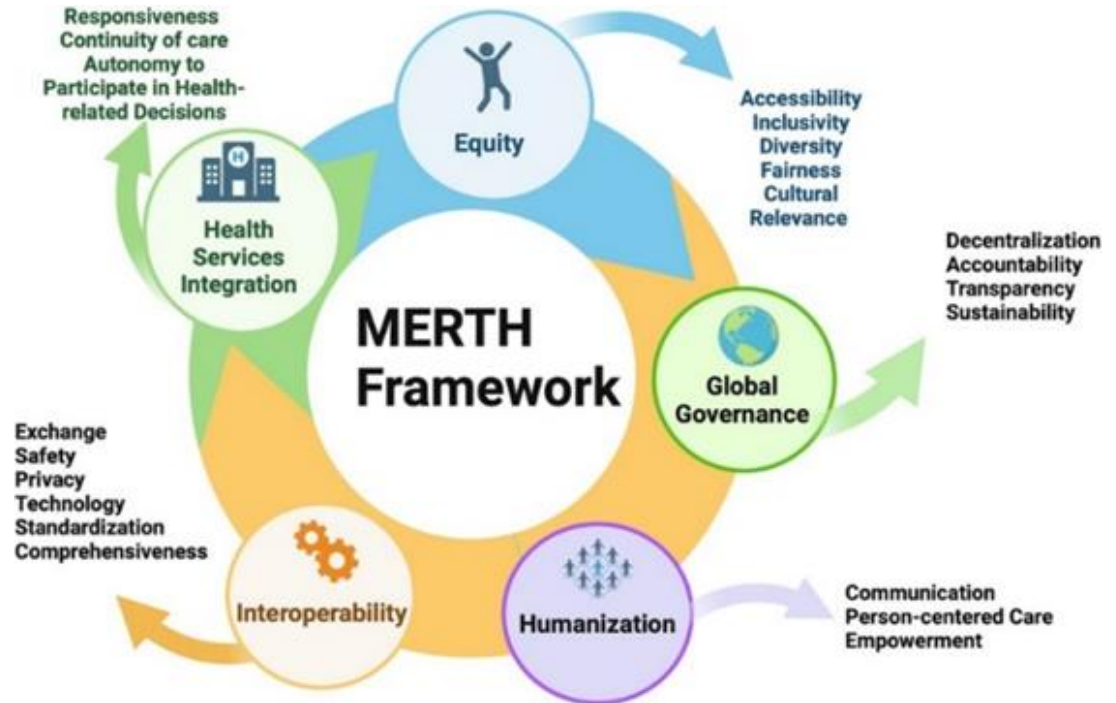 Responsiveness
Continuity of care
Autonomy to
Participate in Health-
related Decisions
Equity
Accessibility
Inclusivity
Diversity
Fairness
Cultural
Relevance
H
Health
Services
Integration
MERTH
Framework
Global
Governance
Decentralization
Accountability
Transparency
Sustainability
Exchange
Safety
Privacy
Technology
Standardization
Comprehensiveness
Interoperability
Humanization
Communication
Person-centered Care
Empowerment